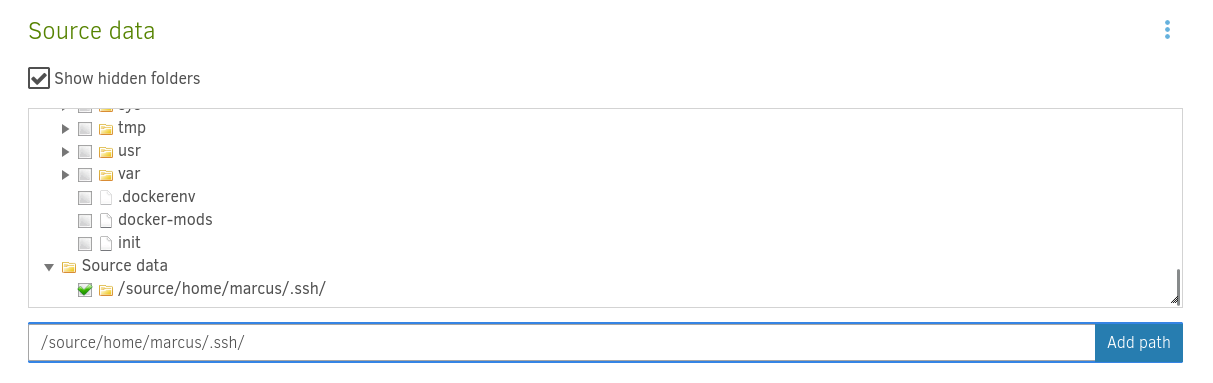 Source data
Show hidden folders
tmp
usr
var
.dockerenv
docker-mods
init
Source data
/source/home/marcus/.ssh/
/source/home/marcus/.ssh/ Add path